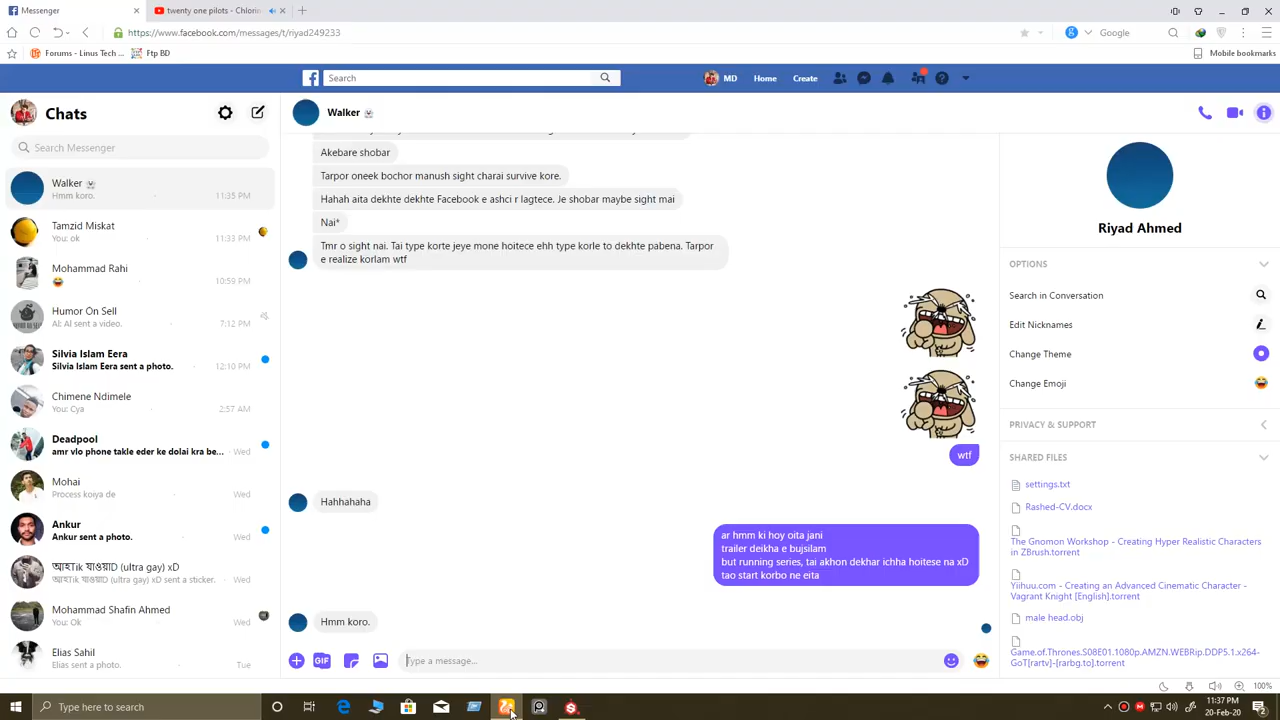 Messenger
twenty one pilots - Chlorin
https://www.facebook.com/messages/t/riyad249233
Google
Forums - Linus Tech ...
Ftp BD
Mobile bookmarks
Search
MD
Home
Create
Chats
Search Messenger
Walker
Hmm koro.
11:35 PM
Tamzid Miskat
You: ok
11:33 PM
Mohammad Rahi
10:59 PM
Humor On Sell
Al: Al sent a video.
7:12 PM
Silvia Islam Eera
Silvia Islam Eera sent a photo.
12:10 PM
Chimene Ndimele
You: Cya
2:57 AM
Deadpool
amr vlo phone takle eder ke dolai kra be...
Wed
Mohai
Process koiya de
Wed
Ankur
Ankur sent a photo.
Wed
আহTik যাওয়াD (ultra gay) xD
আহTik যাওয়াD (ultra gay) xD sent a sticker.
Wed
Mohammad Shafin Ahmed
You: Ok
Wed
Elias Sahil
Elias sent a photo.
Tue
Walker
Akebare shobar
Tarpor oneek bochor manush sight charai survive kore.
Hahah aita dekhte dekhte Facebook e ashci r lagtece. Je shobar maybe sight mai
Nai*
Tmr o sight nai. Tai type korte jeye mone hoitece ehh type korle to dekhte pabena. Tarpor
e realize korlam wtf
wtf
Hahhahaha
ar hmm ki hoy oita jani
trailer deikha e bujsilam
but running series, tai akhon dekhar ichha hoitese na xD
tao start korbo ne eita
Hmm koro.
GIF
Type a message...
Riyad Ahmed
OPTIONS
Search in Conversation
Edit Nicknames
Change Theme
Change Emoji
PRIVACY & SUPPORT
SHARED FILES
settings.txt
Rashed-CV.docx
The Gnomon Workshop - Creating Hyper Realistic Characters
in ZBrush.torrent
Yiihuu.com - Creating an Advanced Cinematic Character -
Vagrant Knight [English].torrent
male head.obj
Game.of.Thrones.S08E01.1080p.AMZN.WEBRip.DDP5.1.x264-
GoT[rartv]-[rarbg.to].torrent
100%
Type here to search
11:36 PM
20-Feb-20